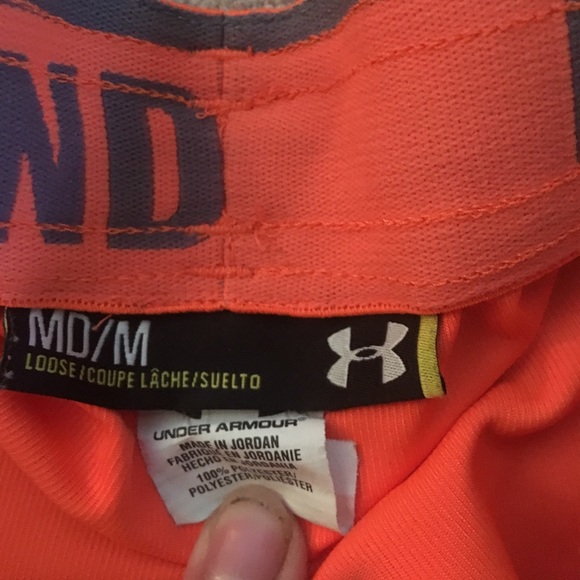 ND
MD/M
LOOSE/COUPE LÂCHE/SUELTO
UNDER ARMOUR
MADE IN JORDAN
FABRIQUÉ EN JORDANIE
HECHO EN JORDANIA
100% POLYESTER/
POLYESTER/POLIÉSTER